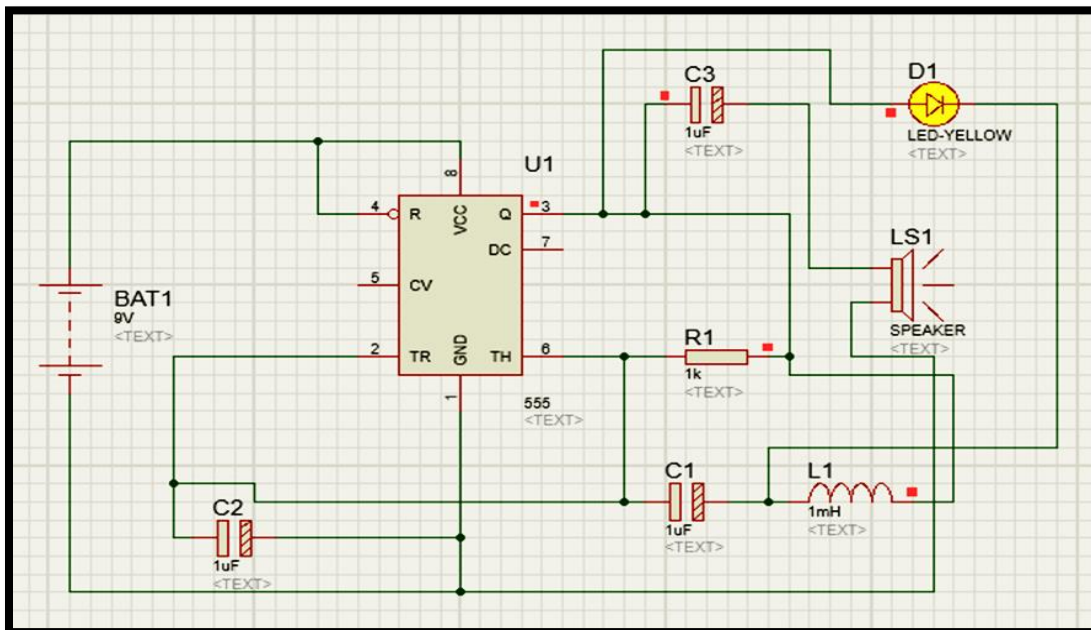 C3
1uF
<TEXT>
D1
LED-YELLOW
<TEXT>
U1
8
VCC
4
R
Q
3
DC
7
5
CV
2
TR
GND
TH
6
1
555
<TEXT>
BAT1
9V
<TEXT>
LS1
SPEAKER
<TEXT>
R1
1k
<TEXT>
C2
1uF
<TEXT>
C1
1uF
<TEXT>
L1
1mH
<TEXT>